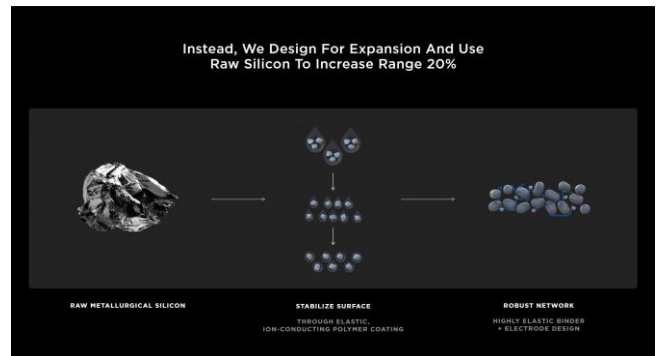 Instead, We Design For Expansion And Use
Raw Silicon To Increase Range 20%
RAW METALLURGICAL SILICON
STABILIZE SURFACE
THROUGH ELASTIC,
ION-CONDUCTING POLYMER COATING
ROBUST NETWORK
HIGHLY ELASTIC BINDER
+ ELECTRODE DESIGN